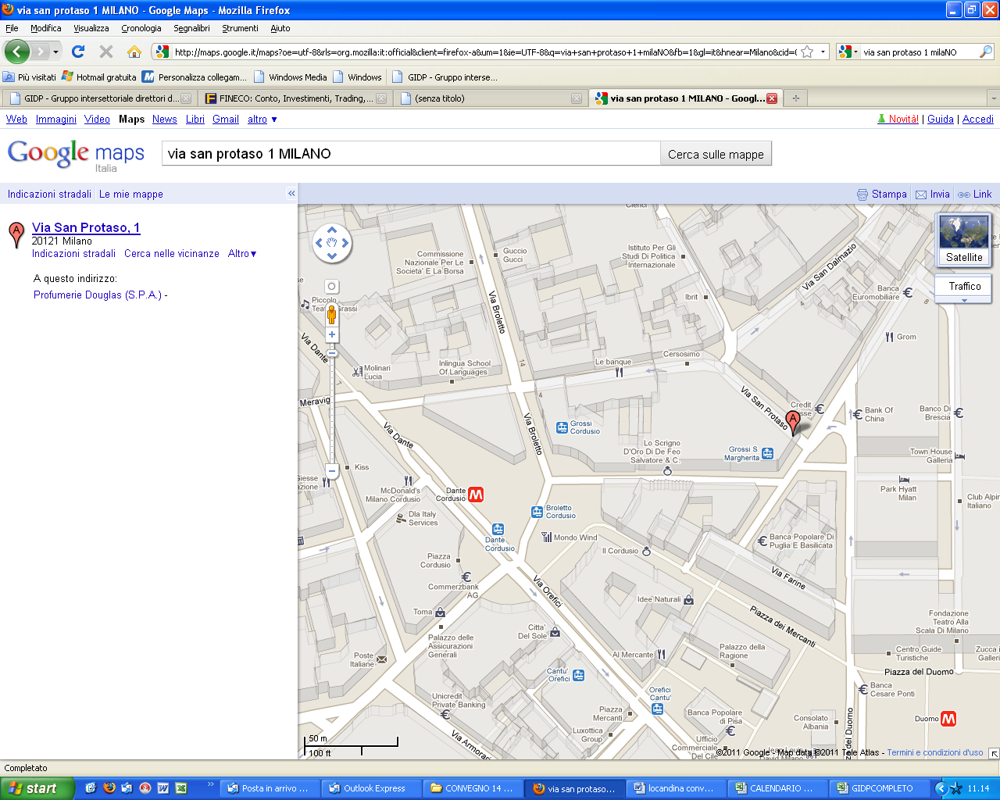 via san protaso 1 MILANO - Google Maps - Mozilla Firefox
File Modifica Visualizza Cronologia Segnalibri Strumenti Aiuto
http://maps.google.it/maps?oe=utf-8&rls=org.mozilla:it:official&client=firefox-a&um=1&ie=UTF-8&q=via+san+protaso+1+milaNO&fb=1&gl=it&hnear=Milano&cid=0
via san protaso 1 milaNO
Più visitati Hotmail gratuita Personalizza collegam... Windows Media Windows GIDP - Gruppo interse...
GIDP - Gruppo intersettoriale direttori d... FINECO: Conto, Investimenti, Trading,... (senza titolo) via san protaso 1 MILANO - Googl...
Web Immagini Video Maps News Libri Gmail altro ▼
Novità! | Guida | Accedi
Google maps
Italia
via san protaso 1 MILANO
Cerca sulle mappe
Indicazioni stradali Le mie mappe «
Stampa Invia Link
A
Via San Protaso, 1
20121 Milano
Indicazioni stradali Cerca nelle vicinanze Altro▼
A questo indirizzo:
Profumerie Douglas (S.P.A.) -
Clerici
Satellite
Traffico
Commissione
Nazionale Per Le
Societa' E La Borsa
Guccio
Gucci
Istituto Per Gli
Studi Di Politica
Internazionale
Via San Dalmazio
Banca
Euromobiliare
Ibrit
Piccolo
Teatro Grassi
Via Broletto
Grom
Via Dante
Molinari
Lucia
Inlingua School
Of Languages
14
Le banque
Cersosimo
8
4
Meravig
Via San Protaso
Credit
Bank Of
China
Banco Di
Brescia
A
Via Dante
Via Broletto
Grossi
Cordusio
Lo Scrigno
D'Oro Di De Feo
Salvatore & C.
Grossi S
Margherita
Town House
Galleria
Kiss
McDonald's
Milano Cordusio
Dante
Cordusio
M
Park Hyatt
Milan
Club Alpin
Italiano
Dla Italy
Services
Broletto
Cordusio
Dante
Cordusio
Mondo Wind
Il Cordusio
Banca Popolare Di
Puglia E Basilicata
Piazza
Cordusio
Commerzbank
AG
Via Orefici
Via Farine
Idee Naturali
Toma
Piazza dei Mercanti
Fondazione
Teatro Alla
Scala Di Milano
Citta'
Del Sole
Palazzo delle
Assicurazioni
Generali
Poste
Italiane
Al Mercante
Palazzo della
Ragione
Centro Guide
Turistiche
Zucca i
Galleri
Piazza del Duomo
Cantu'
Orefici
Orefici
Cantu'
Banca
Cesare Ponti
Unicredit
Private Banking
Piazza
Mercanti
Banca Popolare
di Pisa
Consolato
Albania
Duomo
M
Luxottica
Group
Ufficio
Commerciale
Del Cile
Via Armorari
50 m
100 ft
©2011 Google - Map data ©2011 Tele Atlas - Termini e condizioni d'uso
Completato
start Posta in arrivo ... Outlook Express CONVEGNO 14 ... via san protaso... locandina conv... CALENDARIO ... GIDPCOMPLETO 11.14